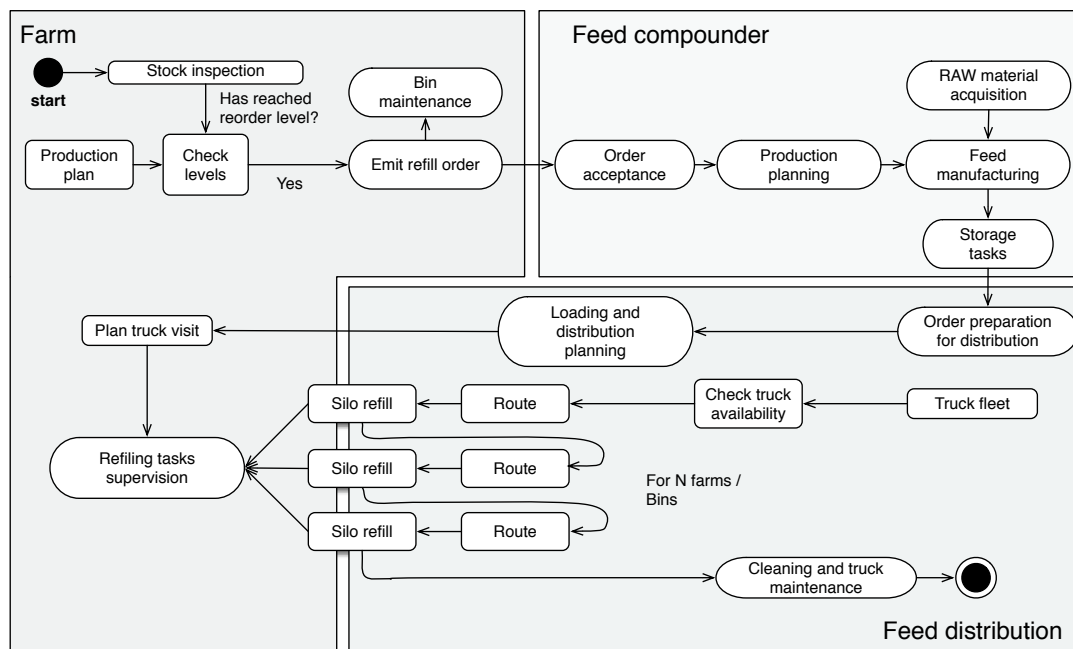 Farm
Feed compounder
Stock inspection
start
Has reached
reorder level?
Bin
maintenance
RAW material
acquisition
Production
plan
Check
levels
Yes
Emit refill order
Order
acceptance
Production
planning
Feed
manufacturing
Storage
tasks
Plan truck visit
Loading and
distribution
planning
Order preparation
for distribution
Silo refill
Route
Check truck
availability
Truck fleet
Refiling tasks
supervision
Silo refill
Route
For N farms /
Bins
Silo refill
Route
Cleaning and truck
maintenance
Feed distribution